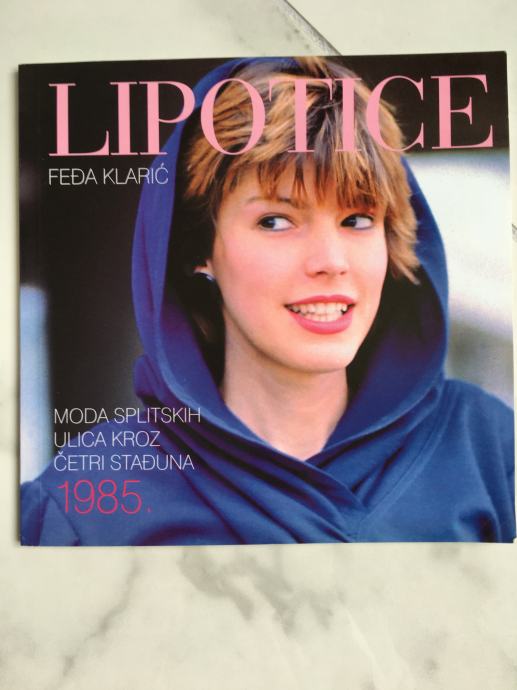 LIPOTICE
FEĐA KLARIĆ
MODA SPLITSKIH
ULICA KROZ
ČETRI STAĐUNA
1985.